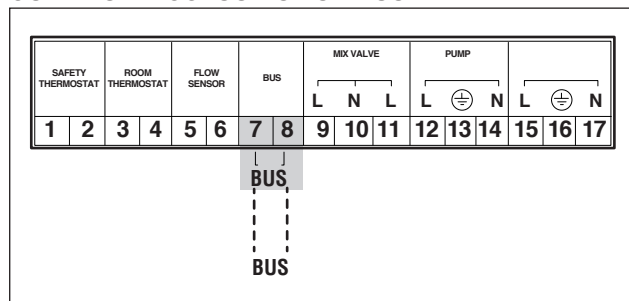 SAFETY THERMOSTAT ROOM THERMOSTAT FLOW SENSOR BUS MIX VALVE PUMP
L N L L N L N
1 2 3 4 5 6 7 8 9 10 11 12 13 14 15 16 17
BUS
BUS